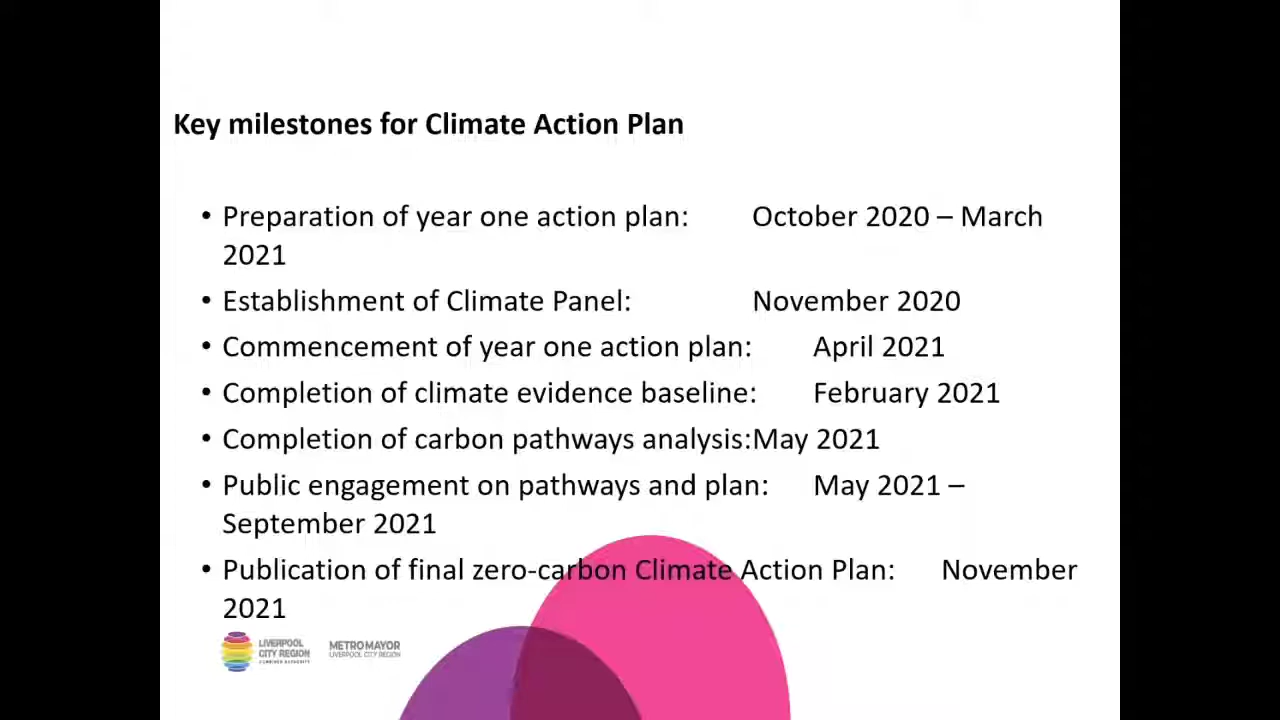 Key milestones for Climate Action Plan
• Preparation of year one action plan: October 2020 – March
2021
• Establishment of Climate Panel: November 2020
• Commencement of year one action plan: April 2021
• Completion of climate evidence baseline: February 2021
• Completion of carbon pathways analysis:May 2021
• Public engagement on pathways and plan: May 2021 –
September 2021
• Publication of final zero-carbon Climate Action Plan: November
2021
LIVERPOOL
CITY REGION
COMBINED AUTHORITY
METRO MAYOR
LIVERPOOL CITY REGION